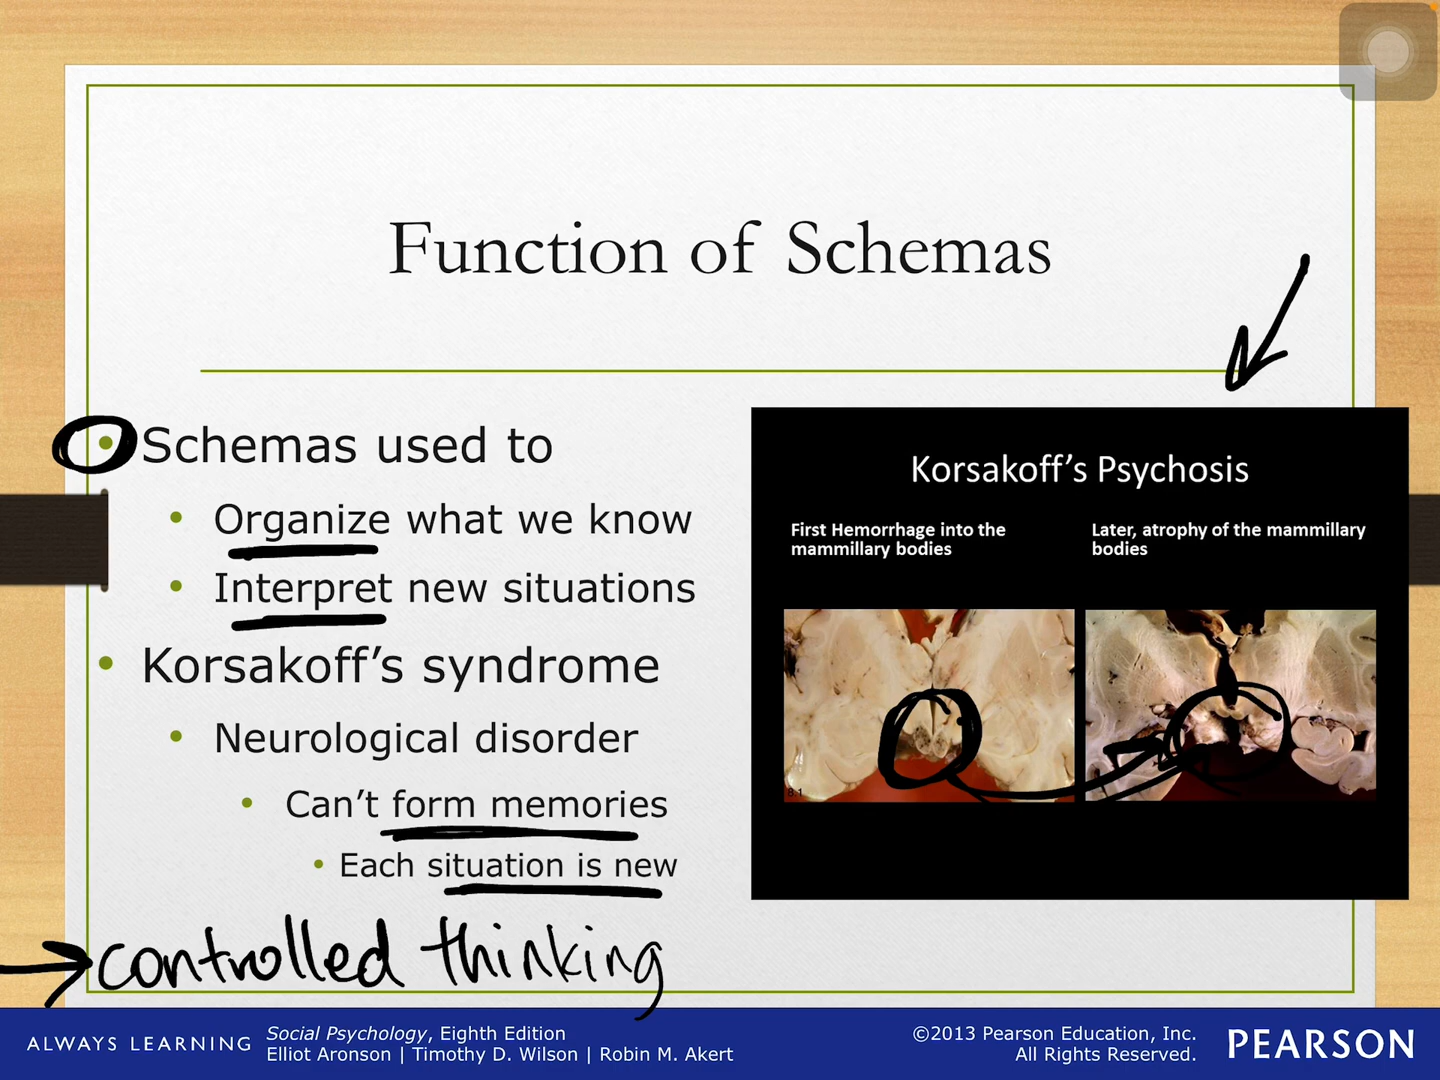 Function of Schemas
Schemas used to
Organize what we know
Interpret new situations
Korsakoff’s syndrome
Neurological disorder
Can’t form memories
Each situation is new
controlled thinking
Korsakoff’s Psychosis
First Hemorrhage into the
mammillary bodies
Later, atrophy of the mammillary
bodies
8.1
ALWAYS LEARNING
Social Psychology, Eighth Edition
Elliot Aronson | Timothy D. Wilson | Robin M. Akert
©2013 Pearson Education, Inc.
All Rights Reserved.
PEARSON